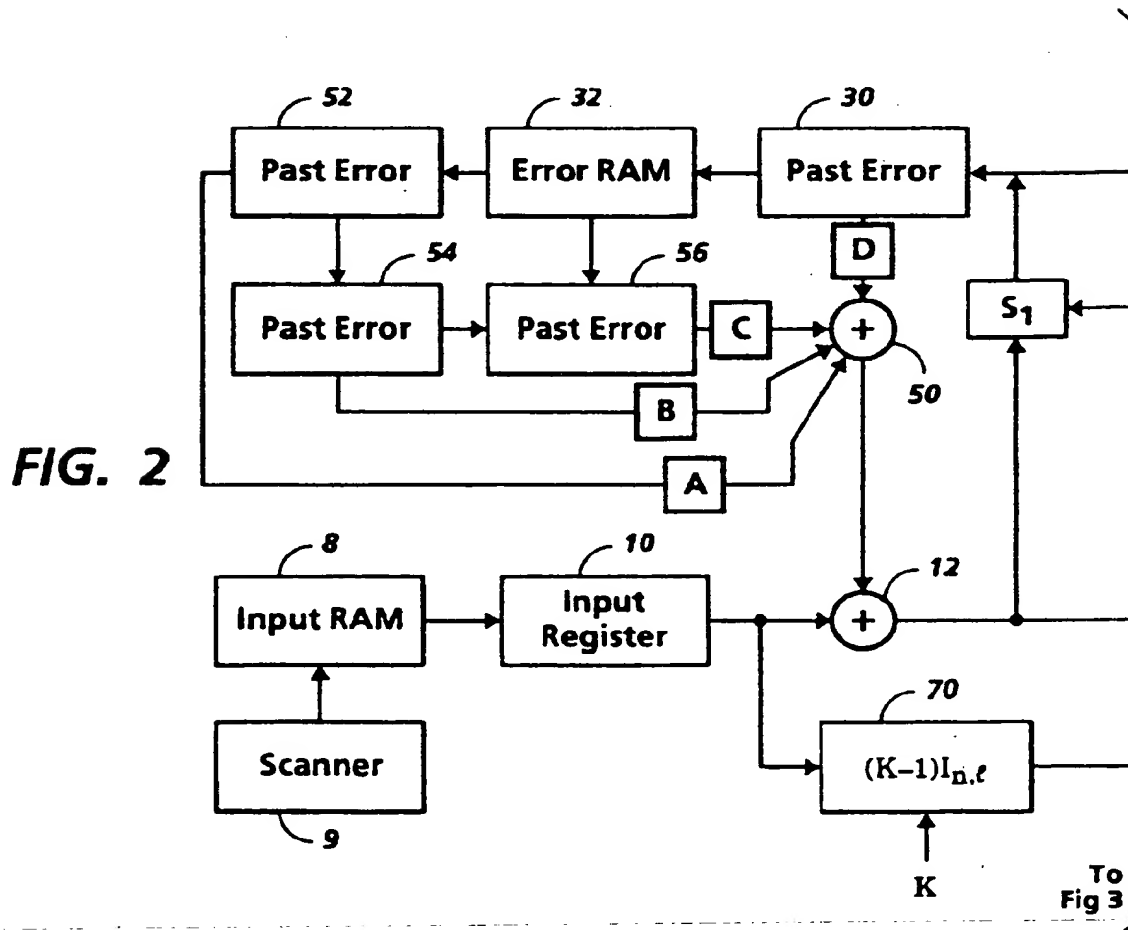 52
32
30
Past Error
Error RAM
Past Error
D
54
56
S1
Past Error
Past Error
C
+
50
B
FIG. 2
A
8
10
12
Input RAM
Input
Register
+
70
Scanner
(K-1)In,ℓ
9
K
To
Fig 3